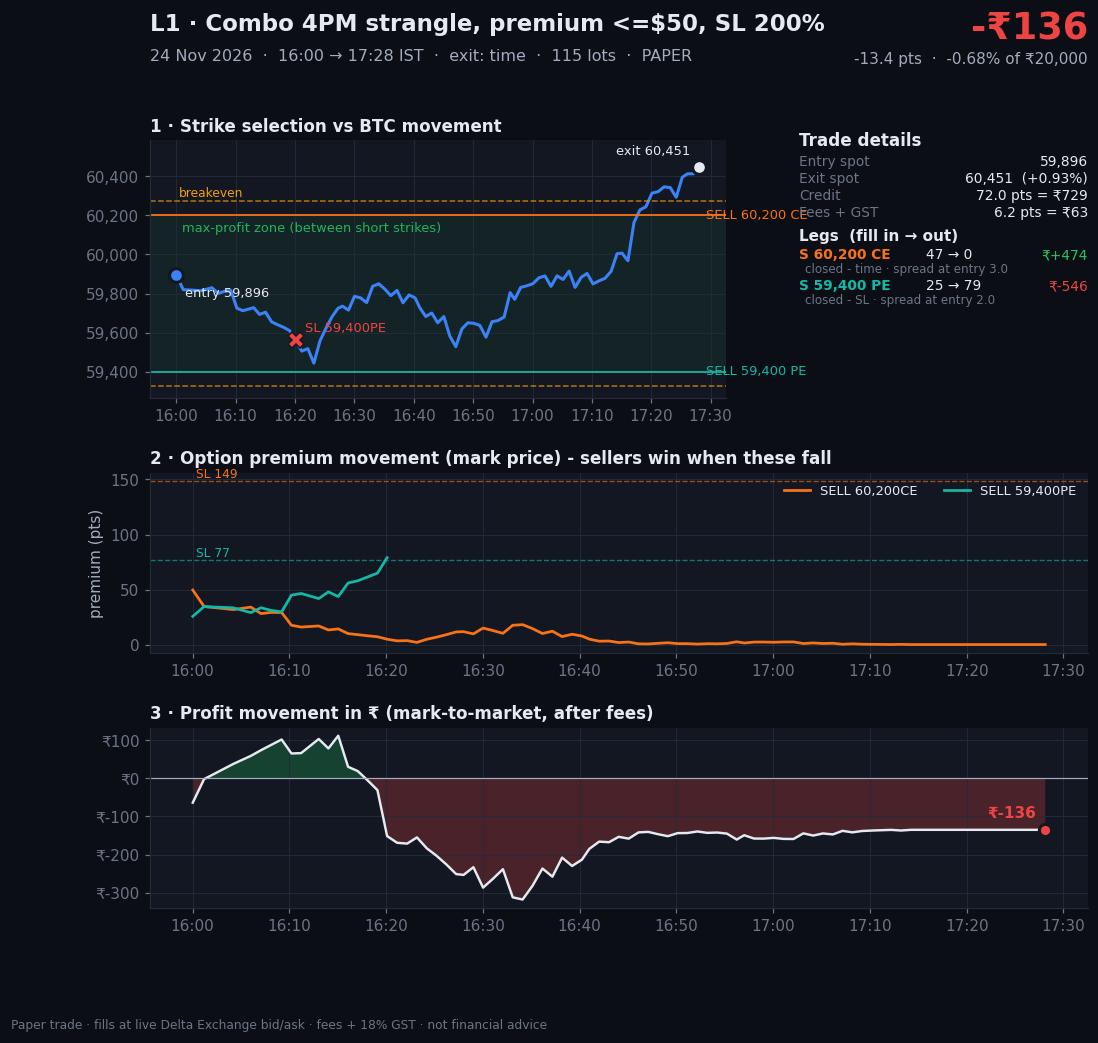 L1 · Combo 4PM strangle, premium <=$50, SL 200%
-₹136
24 Nov 2026 · 16:00 → 17:28 IST · exit: time · 115 lots · PAPER
-13.4 pts · -0.68% of ₹20,000
1 · Strike selection vs BTC movement
60,400
60,200
60,000
59,800
59,600
59,400
exit 60,451
breakeven
SELL 60,200 CE
max-profit zone (between short strikes)
entry 59,896
SL 59,400PE
SELL 59,400 PE
16:00 16:10 16:20 16:30 16:40 16:50 17:00 17:10 17:20 17:30
Trade details
Entry spot 59,896
Exit spot 60,451 (+0.93%)
Credit 72.0 pts = ₹729
Fees + GST 6.2 pts = ₹63
Legs (fill in → out)
S 60,200 CE 47 → 0 ₹+474
closed - time · spread at entry 3.0
S 59,400 PE 25 → 79 ₹-546
closed - SL · spread at entry 2.0
2 · Option premium movement (mark price) - sellers win when these fall
premium (pts)
150
100
50
0
SL 149
SL 77
SELL 60,200CE SELL 59,400PE
16:00 16:10 16:20 16:30 16:40 16:50 17:00 17:10 17:20 17:30
3 · Profit movement in ₹ (mark-to-market, after fees)
₹100
₹0
₹-100
₹-200
₹-300
₹-136
16:00 16:10 16:20 16:30 16:40 16:50 17:00 17:10 17:20 17:30
Paper trade · fills at live Delta Exchange bid/ask · fees + 18% GST · not financial advice